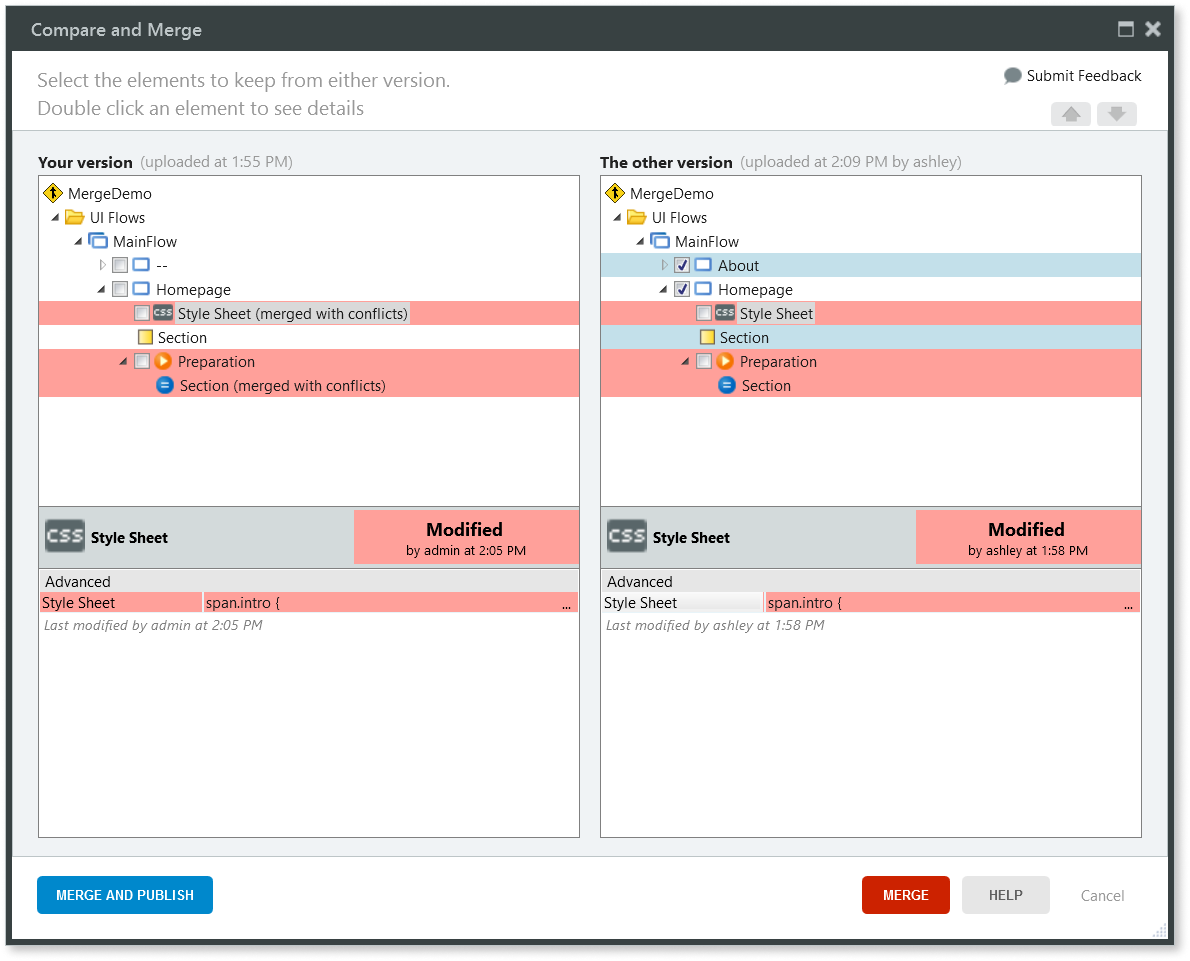 Compare and Merge
Select the elements to keep from either version.
Double click an element to see details
Submit Feedback
Your version (uploaded at 1:55 PM)
MergeDemo
UI Flows
MainFlow
--
Homepage
CSS Style Sheet (merged with conflicts)
Section
Preparation
Section (merged with conflicts)
CSS Style Sheet
Modified
by admin at 2:05 PM
Advanced
Style Sheet span.intro { ...
Last modified by admin at 2:05 PM
The other version (uploaded at 2:09 PM by ashley)
MergeDemo
UI Flows
MainFlow
About
Homepage
CSS Style Sheet
Section
Preparation
Section
CSS Style Sheet
Modified
by ashley at 1:58 PM
Advanced
Style Sheet span.intro { ...
Last modified by ashley at 1:58 PM
MERGE AND PUBLISH
MERGE
HELP
Cancel